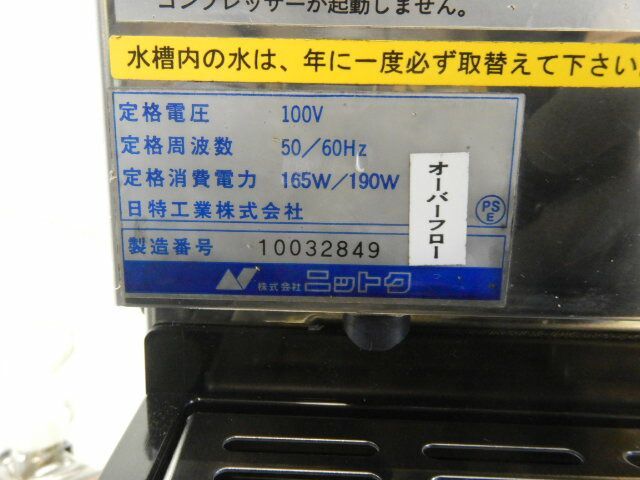 コンプレッサーが起動しません。
水槽内の水は、年に一度必ず取替えて下さい
定格電圧 100V
定格周波数 50/60Hz
定格消費電力 165W/190W
日特工業株式会社
PS
E
オーバーフロー
製造番号 10032849
N 株式会社 ニットク